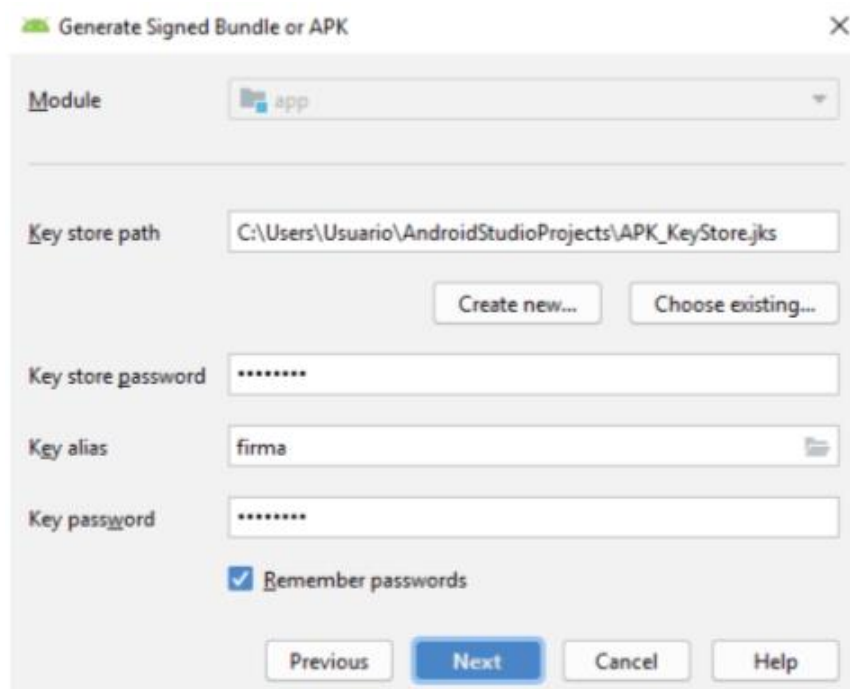 Generate Signed Bundle or APK
Module
app
Key store path
C:\Users\Usuario\AndroidStudioProjects\APK_KeyStore.jks
Create new...
Choose existing...
Key store password
••••••••
Key alias
firma
Key password
••••••••
Remember passwords
Previous
Next
Cancel
Help